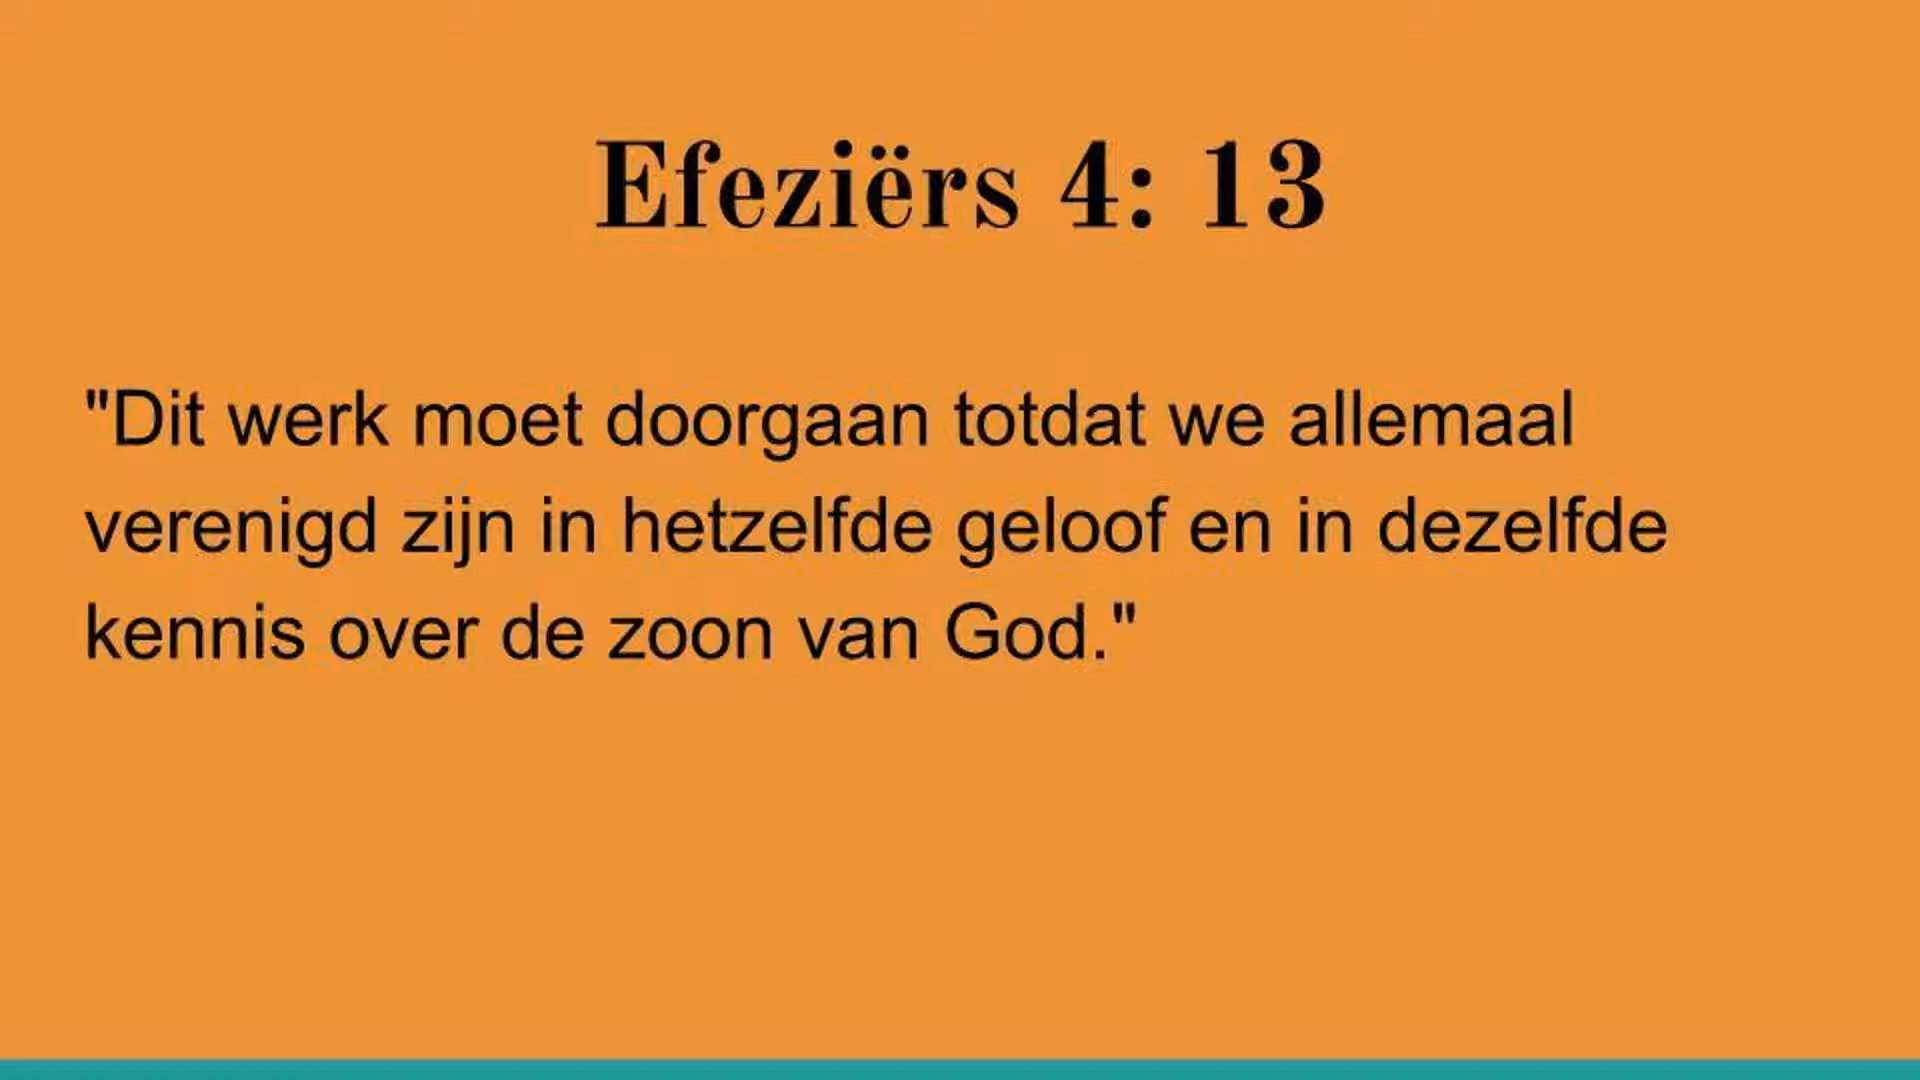 Efeziërs 4: 13
"Dit werk moet doorgaan totdat we allemaal
verenigd zijn in hetzelfde geloof en in dezelfde
kennis over de zoon van God."